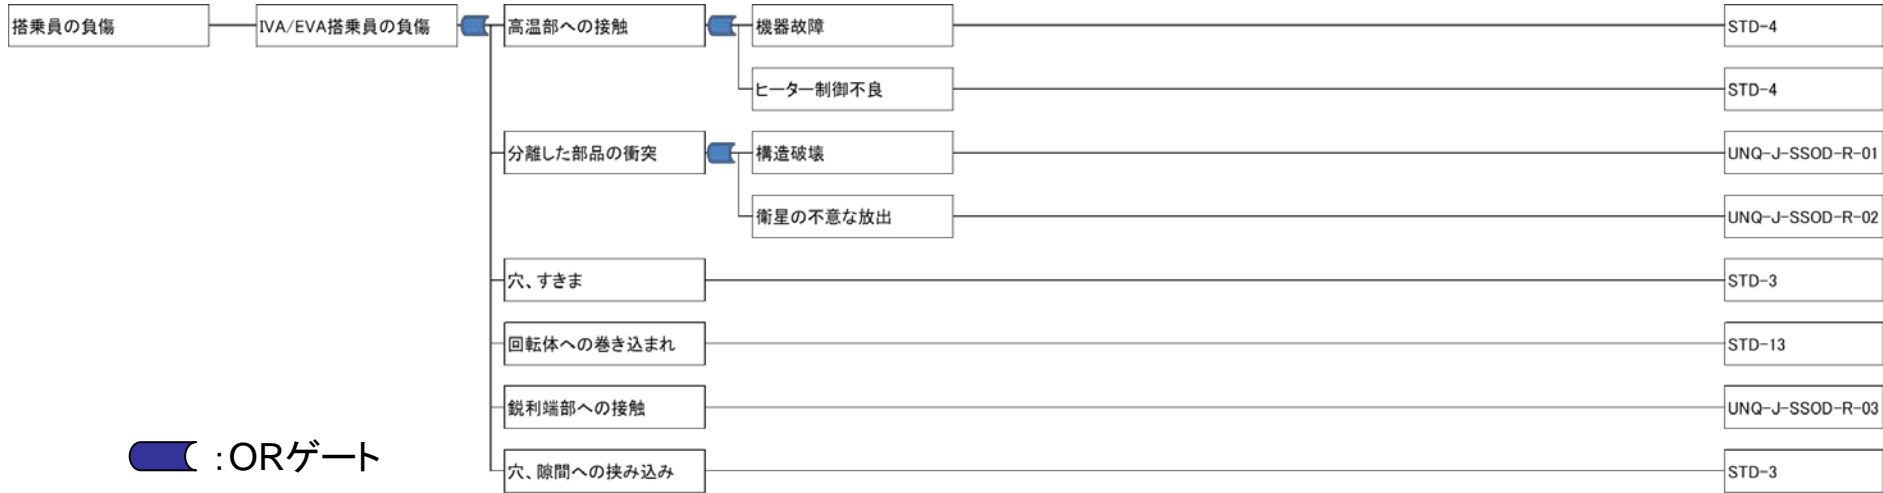 搭乗員の負傷
IVA/EVA搭乗員の負傷
高温部への接触
機器故障
STD-4
ヒーター制御不良
STD-4
分離した部品の衝突
構造破壊
UNQ-J-SSOD-R-01
衛星の不意な放出
UNQ-J-SSOD-R-02
穴、すきま
STD-3
回転体への巻き込まれ
STD-13
鋭利端部への接触
UNQ-J-SSOD-R-03
穴、隙間への挟み込み
STD-3
:ORゲート